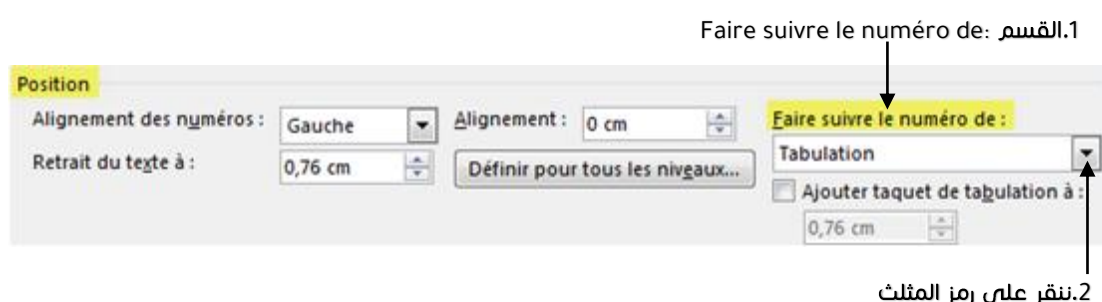 1.القسم Faire suivre le numéro de:
Position
Alignement des numéros : Gauche Alignement : 0 cm Faire suivre le numéro de :
Retrait du texte à : 0,76 cm Définir pour tous les niveaux... Tabulation
Ajouter taquet de tabulation à :
0,76 cm
2.ننقر على رمز المثلث